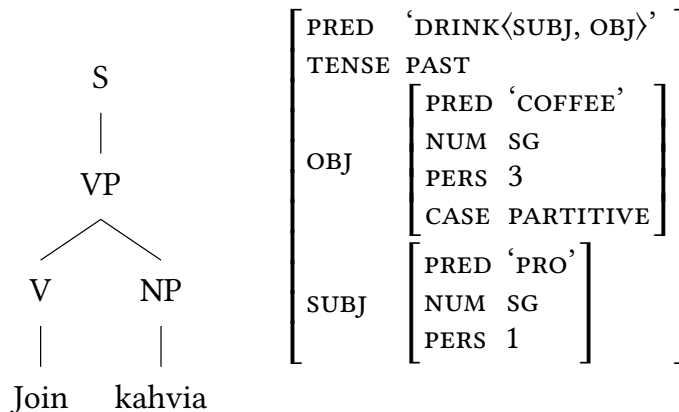 S
VP
V NP
Join kahvia
PRED ‘DRINK⟨SUBJ, OBJ⟩’
TENSE PAST
OBJ
PRED ‘COFFEE’
NUM SG
PERS 3
CASE PARTITIVE
SUBJ
PRED ‘PRO’
NUM SG
PERS 1